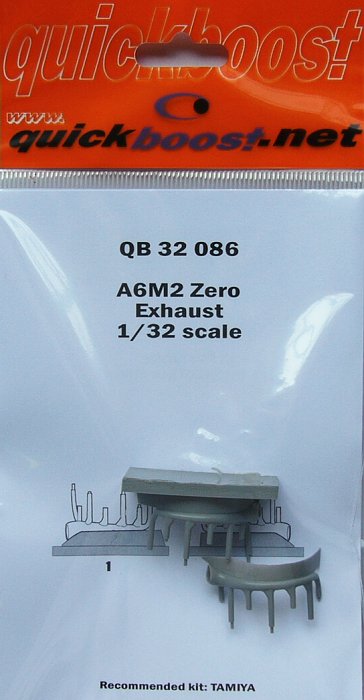 quickboost
www.
quickboost.net
QB 32 086
A6M2 Zero
Exhaust
1/32 scale
1
Recommended kit: TAMIYA